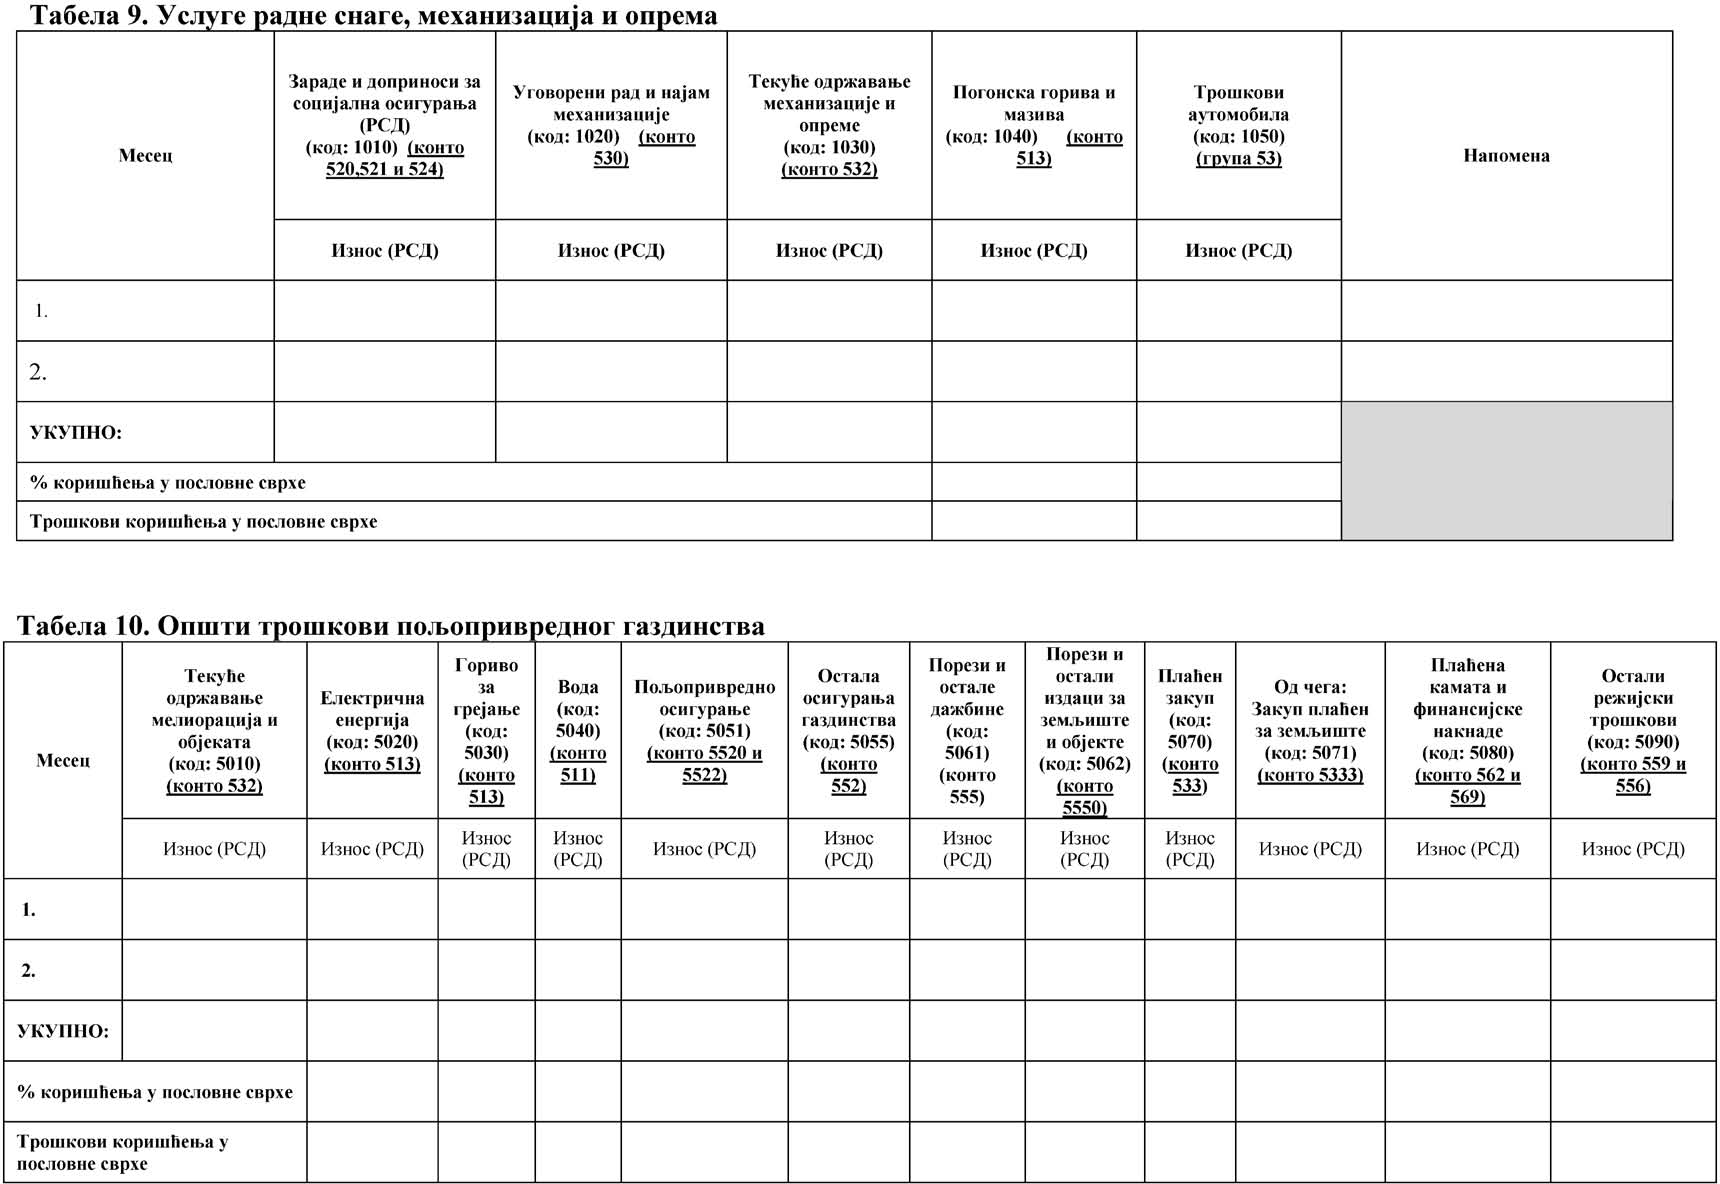 Табела 9. Услуге радне снаге, механизација и опрема
Месец
Зараде и доприноси за
социјална осигурања
(РСД)
(код: 1010) (конто
520,521 и 524)
Уговорени рад и најам
механизације
(код: 1020) (конто
530)
Текуће одржавање
механизације и
опреме
(код: 1030)
(конто 532)
Погонска горива и
мазива
(код: 1040) (конто
513)
Трошкови
аутомобила
(код: 1050)
(група 53)
Напомена
Износ (РСД)
Износ (РСД)
Износ (РСД)
Износ (РСД)
Износ (РСД)
1.
2.
УКУПНО:
% коришћења у пословне сврхе
Трошкови коришћења у пословне сврхе
Табела 10. Општи трошкови пољопривредног газдинства
Месец
Текуће
одржавање
мелиорација и
објеката
(код: 5010)
(конто 532)
Електрична
енергија
(код: 5020)
(конто 513)
Гориво
за
грејање
(код:
5030)
(конто
513)
Вода
(код:
5040)
(конто
511)
Пољопривредно
осигурање
(код: 5051)
(конто 5520 и
5522)
Остала
осигурања
газдинства
(код: 5055)
(конто
552)
Порези и
остале
дажбине
(код:
5061)
(конто
555)
Порези и
остали
издаци за
земљиште
и објекте
(код: 5062)
(конто
5550)
Плаћен
закуп
(код:
5070)
(конто
533)
Од чега:
Закуп плаћен
за земљиште
(код: 5071)
(конто 5333)
Плаћена
камата и
финансијске
накнаде
(код: 5080)
(конто 562 и
569)
Остали
режијски
трошкови
(код: 5090)
(конто 559 и
556)
Износ (РСД)
Износ (РСД)
Износ
(РСД)
Износ
(РСД)
Износ (РСД)
Износ
(РСД)
Износ
(РСД)
Износ
(РСД)
Износ
(РСД)
Износ (РСД)
Износ (РСД)
Износ (РСД)
1.
2.
УКУПНО:
% коришћења у пословне сврхе
Трошкови коришћења у
пословне сврхе